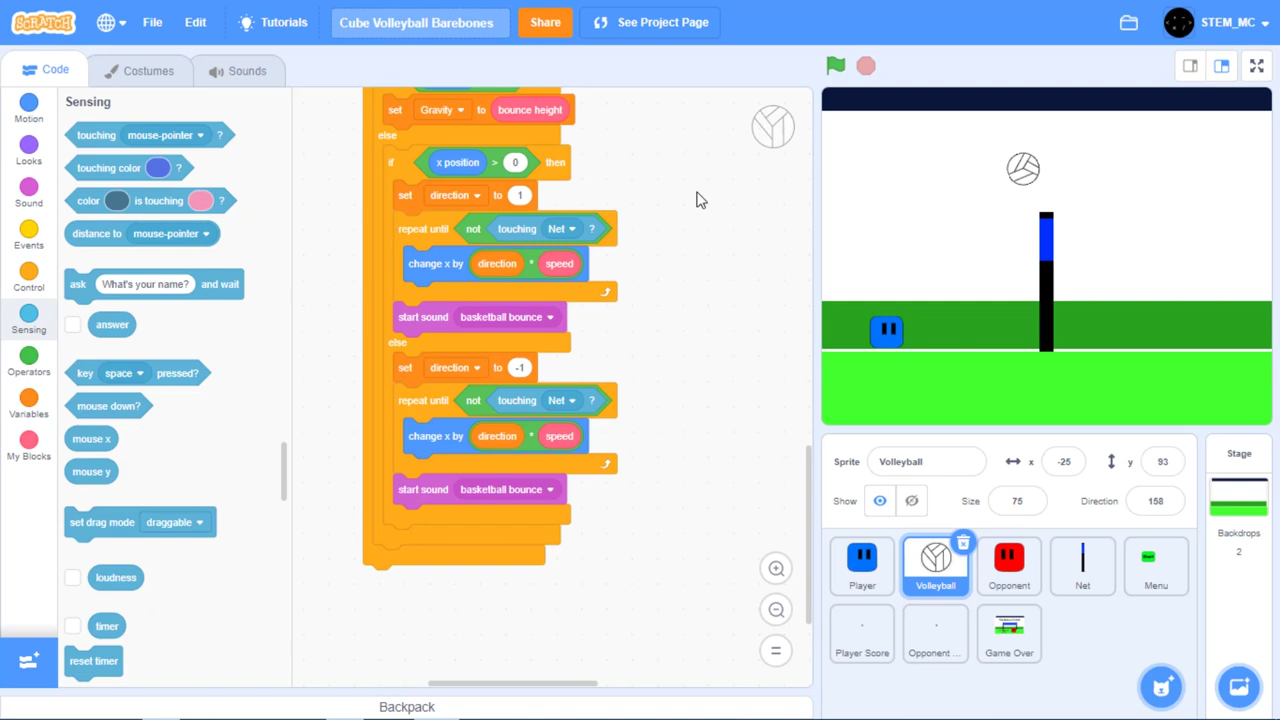 SCRATCH File Edit Tutorials Cube Volleyball Barebones Share See Project Page STEM_MC
Code Costumes Sounds
Motion
Looks
Sound
Events
Control
Sensing
Operators
Variables
My Blocks
Sensing
touching mouse-pointer ?
touching color ?
color is touching ?
distance to mouse-pointer
ask What's your name? and wait
answer
key space pressed?
mouse down?
mouse x
mouse y
set drag mode draggable
loudness
timer
reset timer
set Gravity to bounce height
else
if x position > 0 then
set direction to 1
repeat until not touching Net ?
change x by direction * speed
start sound basketball bounce
else
set direction to -1
repeat until not touching Net ?
change x by direction * speed
start sound basketball bounce
Sprite Volleyball x -25 y 93
Show Size 75 Direction 158
Player Volleyball Opponent Net Menu
Player Score Opponent ... Game Over
Stage
Backdrops
2
Backpack